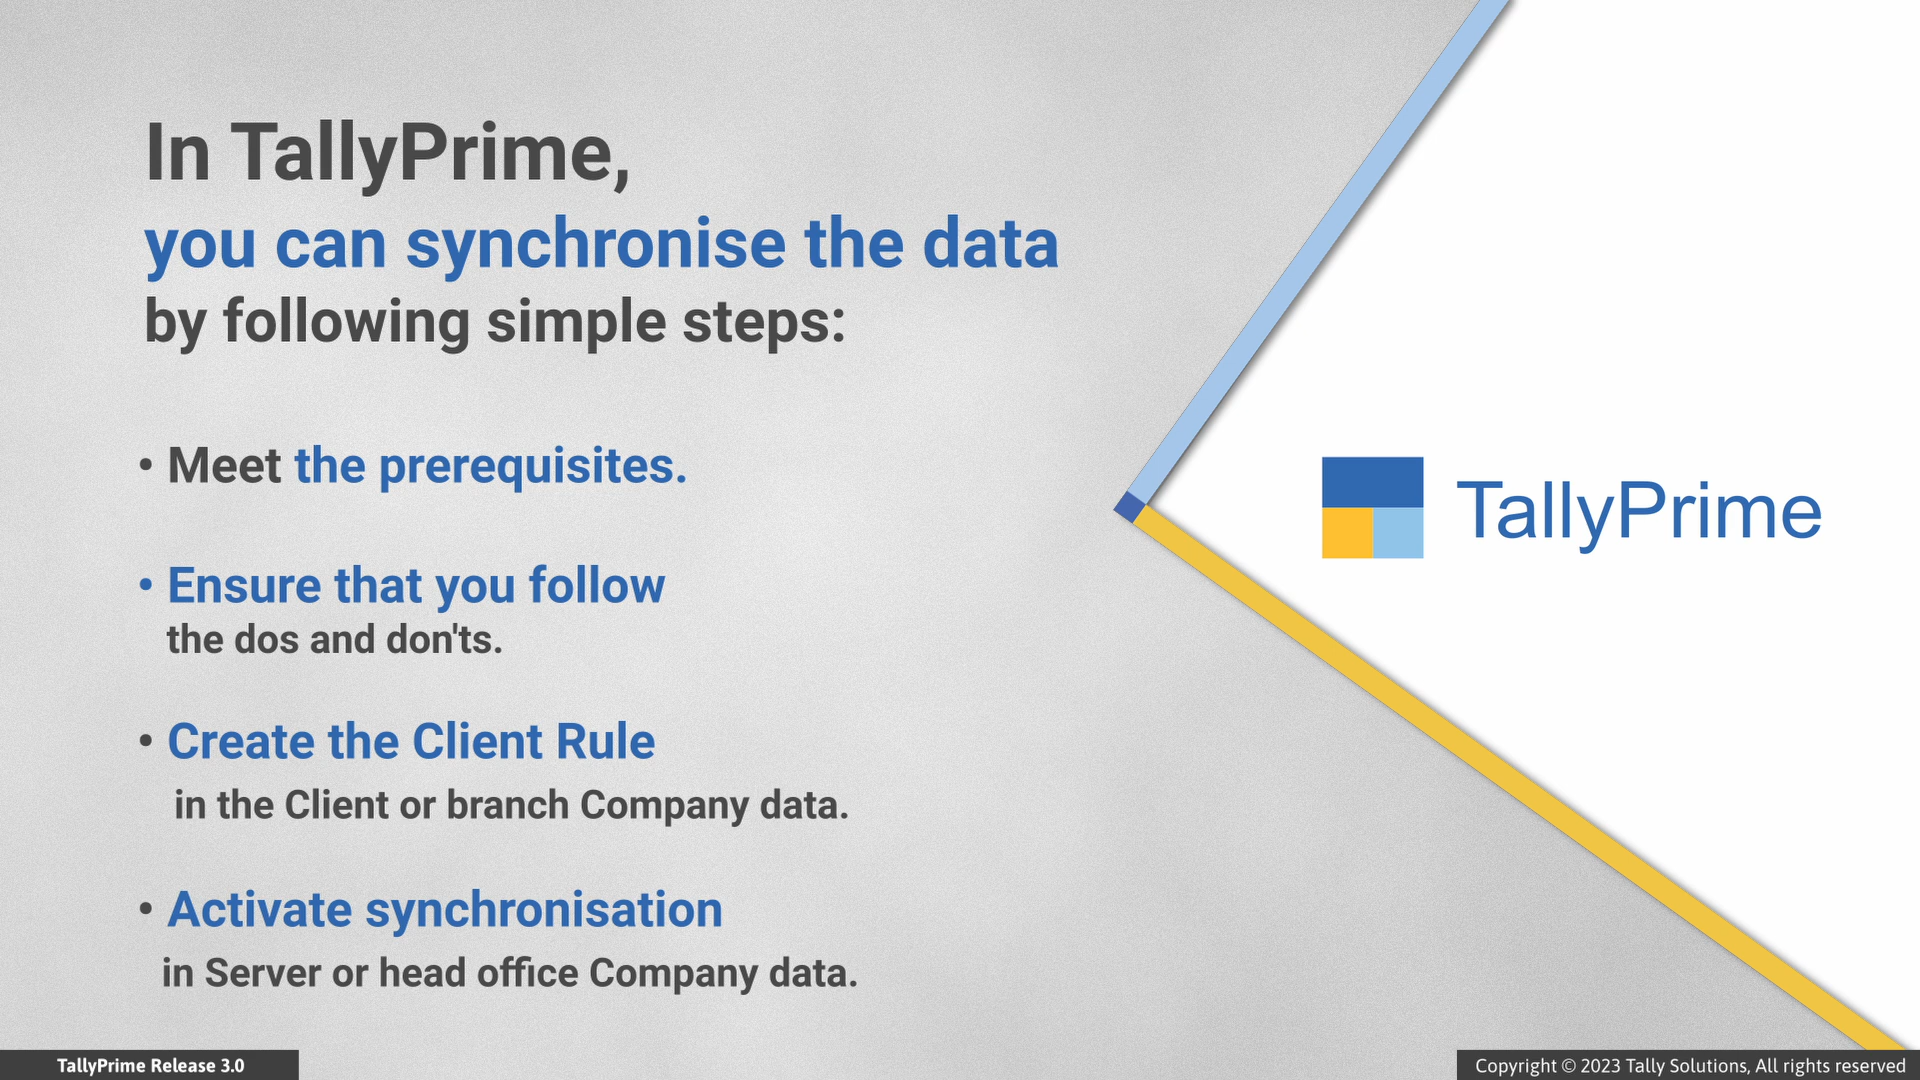 In TallyPrime,
you can synchronise the data
by following simple steps:
• Meet the prerequisites.
• Ensure that you follow
the dos and don'ts.
• Create the Client Rule
in the Client or branch Company data.
• Activate synchronisation
in Server or head office Company data.
TallyPrime
TallyPrime Release 3.0
Copyright © 2023 Tally Solutions, All rights reserved